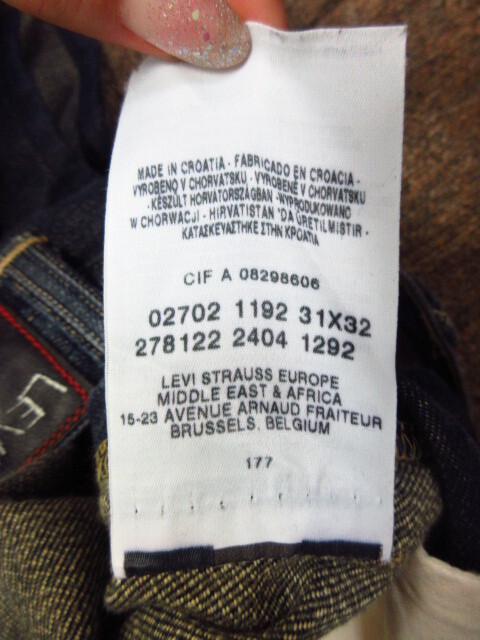 MADE IN CROATIA - FABRICADO EN CROACIA -
VYROBENO V CHORVATSKU - VYROBENÉ V CHORVÁTSKU
- KÉSZÜLT HORVÁTORSZÁGBAN - WYPRODUKOWANO
W CHORWACJI - HIRVATISTAN 'DA ÜRETILMISTIR -
ΚΑΤΑΣΚΕΥΑΣΤΗΚΕ ΣΤΗΝ ΚΡΟΑΤΙΑ
CIF A 08298606
02702 1192 31X32
278122 2404 1292
LEVI STRAUSS EUROPE
MIDDLE EAST & AFRICA
15-23 AVENUE ARNAUD FRAITEUR
BRUSSELS, BELGIUM
177